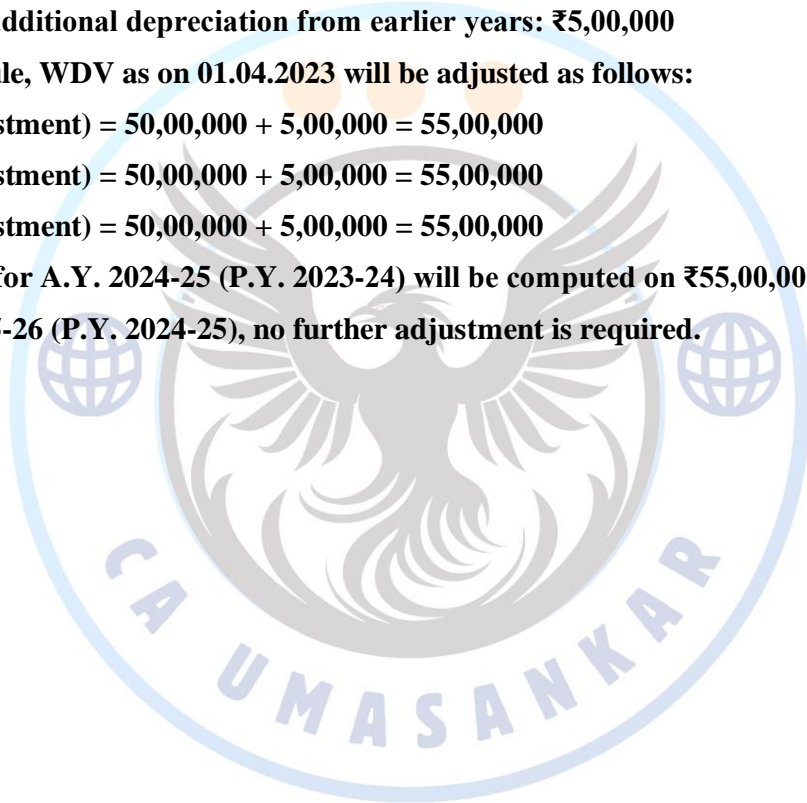 additional depreciation from earlier years: ₹5,00,000
le, WDV as on 01.04.2023 will be adjusted as follows:
stment) = 50,00,000 + 5,00,000 = 55,00,000
stment) = 50,00,000 + 5,00,000 = 55,00,000
stment) = 50,00,000 + 5,00,000 = 55,00,000
for A.Y. 2024-25 (P.Y. 2023-24) will be computed on ₹55,00,00
-26 (P.Y. 2024-25), no further adjustment is required.
CA UMASANKAR